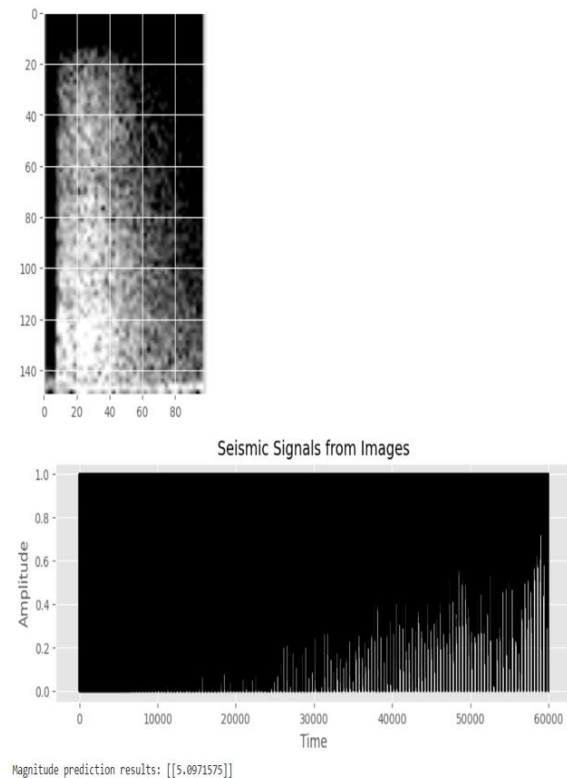 0
20
40
60
80
100
120
140
0 20 40 60 80
Seismic Signals from Images
1.0
0.8
0.6
0.4
0.2
0.0
Amplitude
0 10000 20000 30000 40000 50000 60000
Time
Magnitude prediction results: [[5.0971575]]